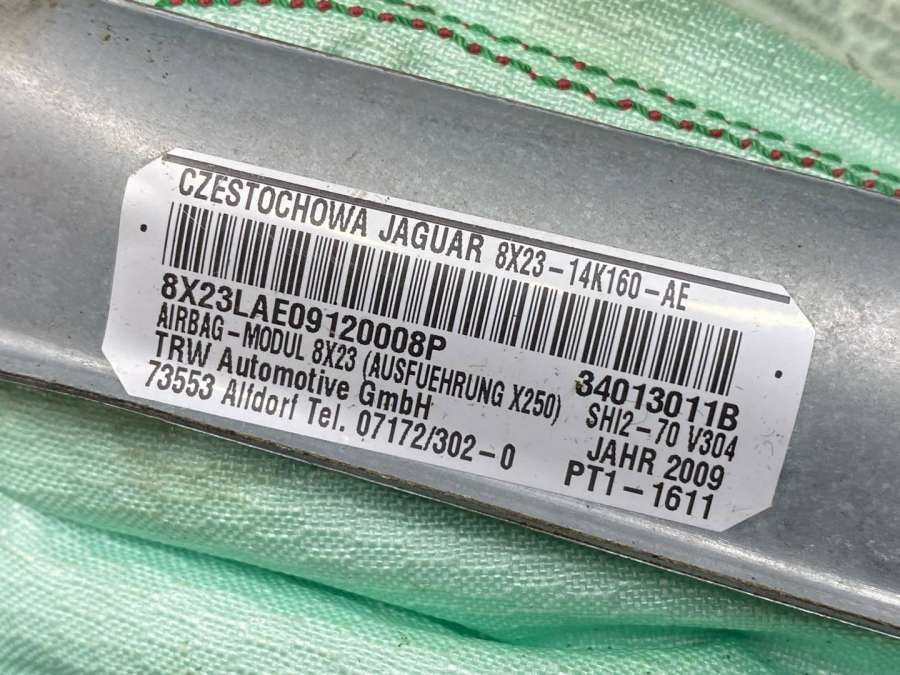 CZESTOCHOWA JAGUAR 8X23-14K160-AE
8X23LAE09120008P 34013011B
AIRBAG-MODUL 8X23 (AUSFUEHRUNG X250) SHI2-70 V304
TRW Automotive GmbH JAHR 2009
73553 Alfdorf Tel. 07172/302-0 PT1-1611